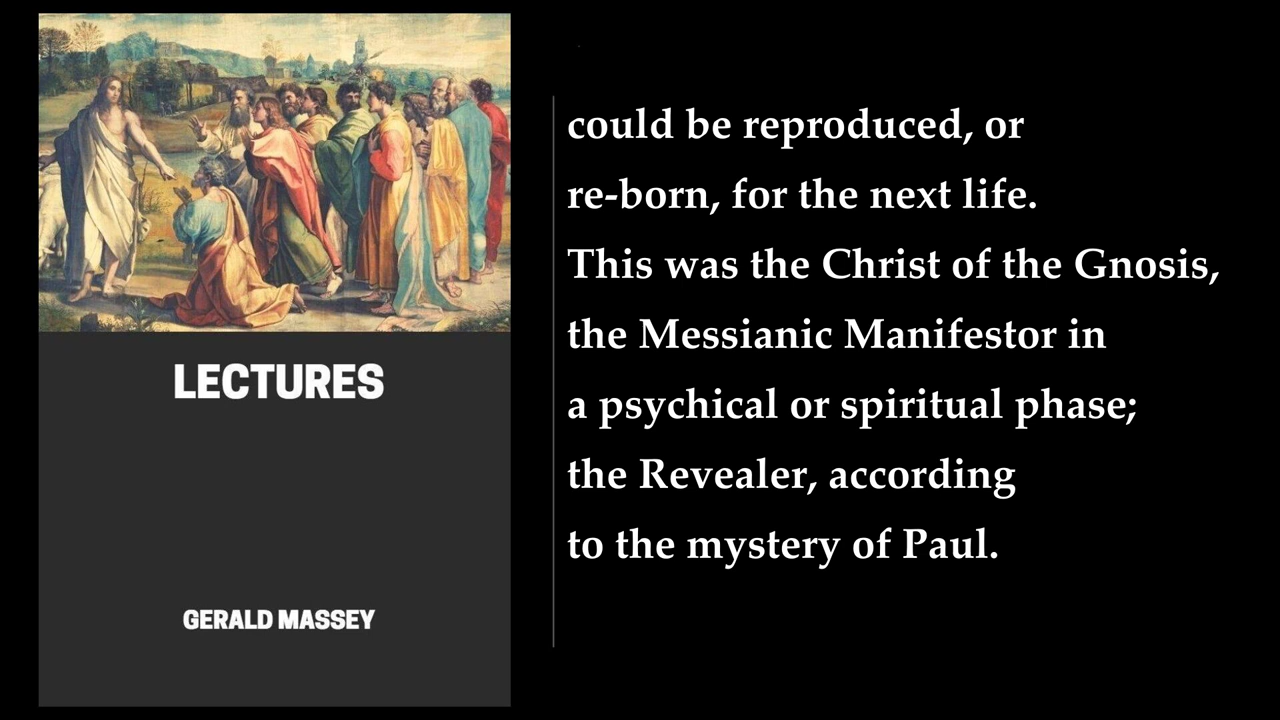 LECTURES
GERALD MASSEY
could be reproduced, or
re-born, for the next life.
This was the Christ of the Gnosis,
the Messianic Manifestor in
a psychical or spiritual phase;
the Revealer, according
to the mystery of Paul.